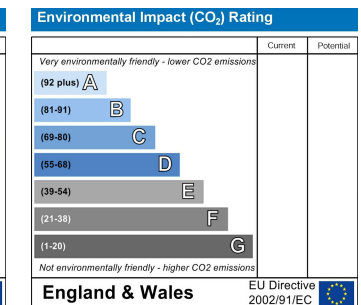 Environmental Impact (CO₂) Rating
Current Potential
Very environmentally friendly - lower CO2 emissions
(92 plus) A
(81-91) B
(69-80) C
(55-68) D
(39-54) E
(21-38) F
(1-20) G
Not environmentally friendly - higher CO2 emissions
England & Wales
EU Directive
2002/91/EC